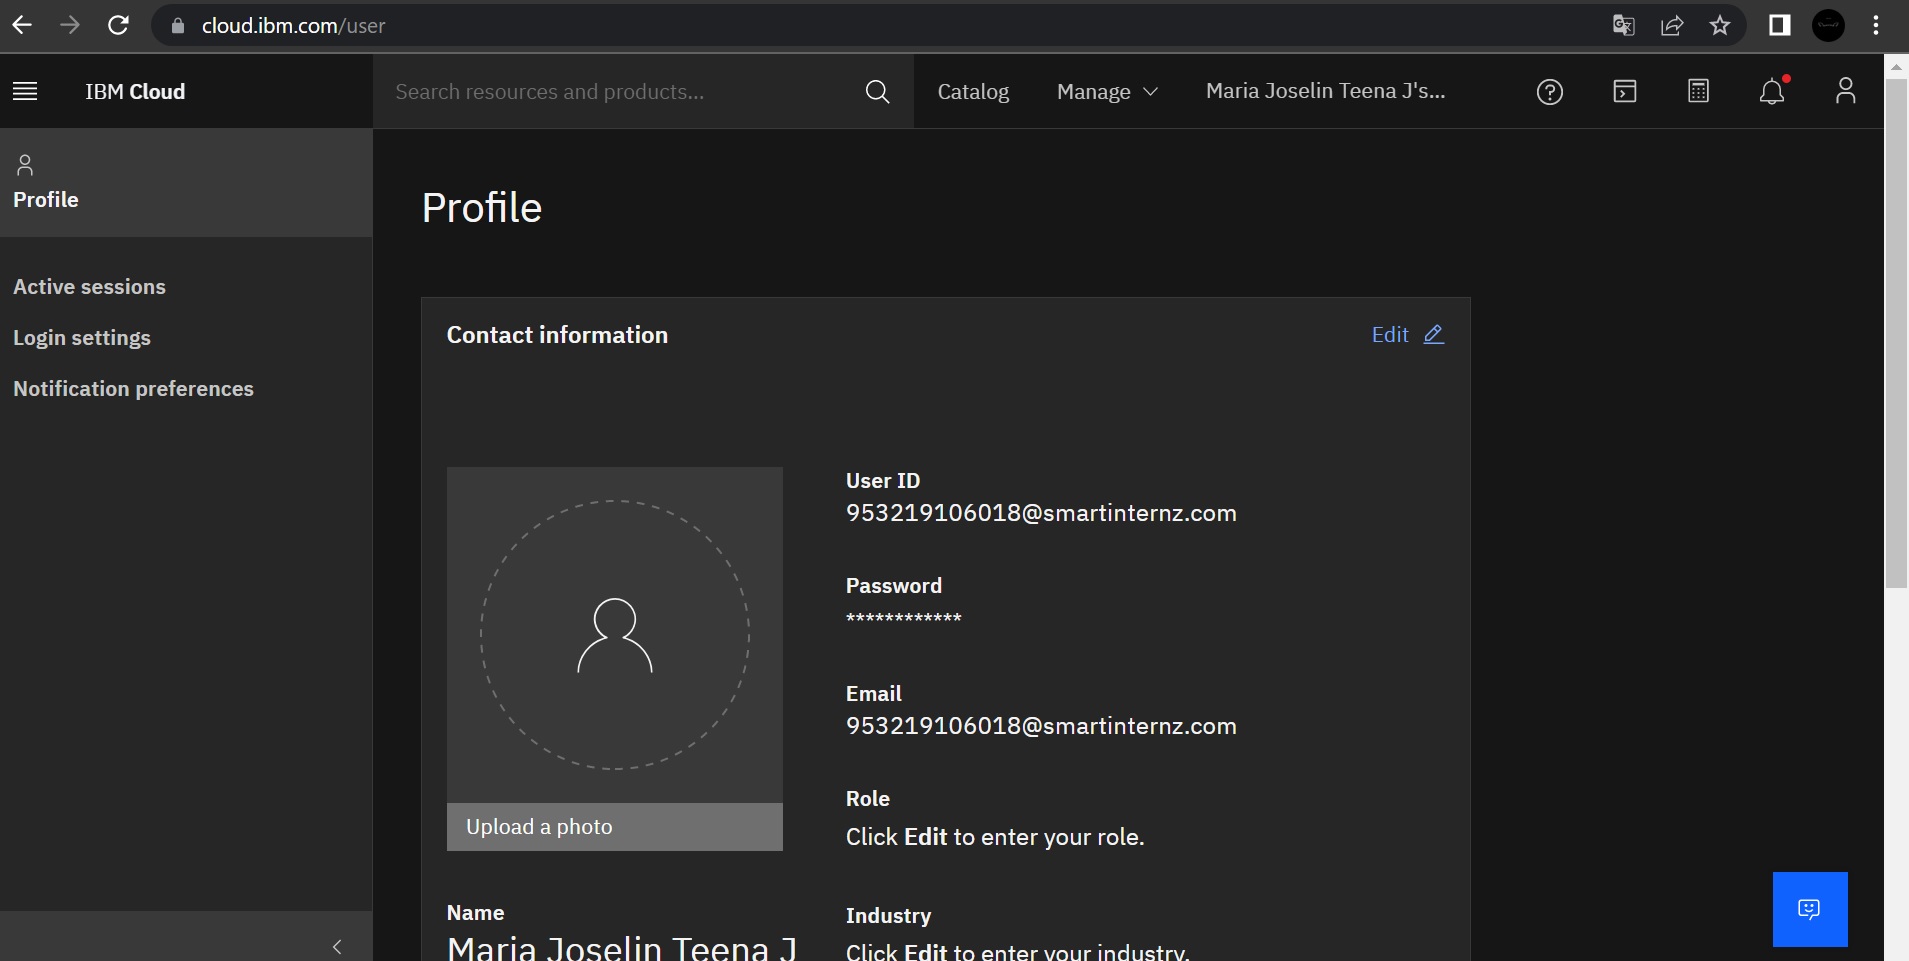 cloud.ibm.com/user
IBM Cloud
Search resources and products...
Catalog
Manage
Maria Joselin Teena J's...
Profile
Active sessions
Login settings
Notification preferences
Profile
Contact information
Edit
Upload a photo
Name
Maria Joselin Teena J
User ID
953219106018@smartinternz.com
Password
************
Email
953219106018@smartinternz.com
Role
Click Edit to enter your role.
Industry
Click Edit to enter your industry.